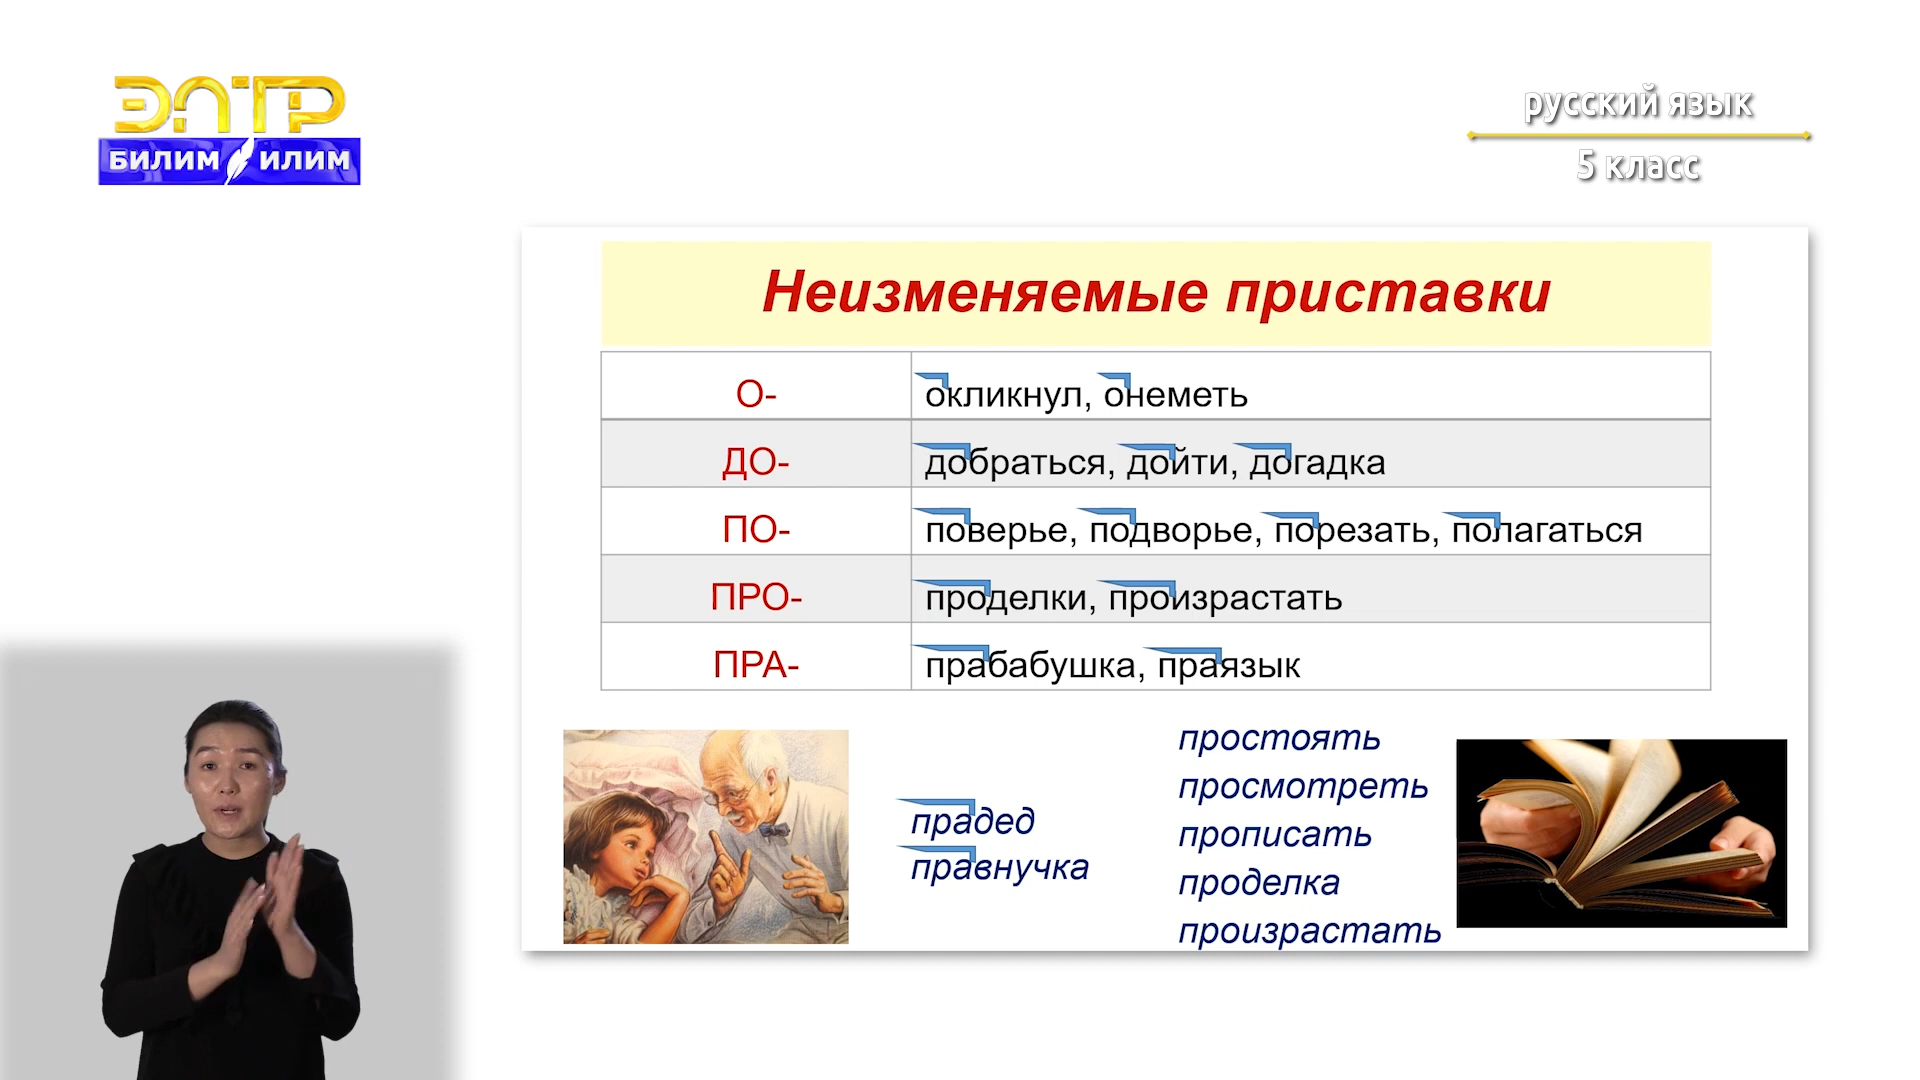 ЭЛТР
БИЛИМ ИЛИМ
русский язык
5 класс
Неизменяемые приставки
О- окликнул, онеметь
ДО- добраться, дойти, догадка
ПО- поверье, подворье, порезать, полагаться
ПРО- проделки, произрастать
ПРА- прабабушка, праязык
прадед
правнучка
простоять
просмотреть
прописать
проделка
произрастать